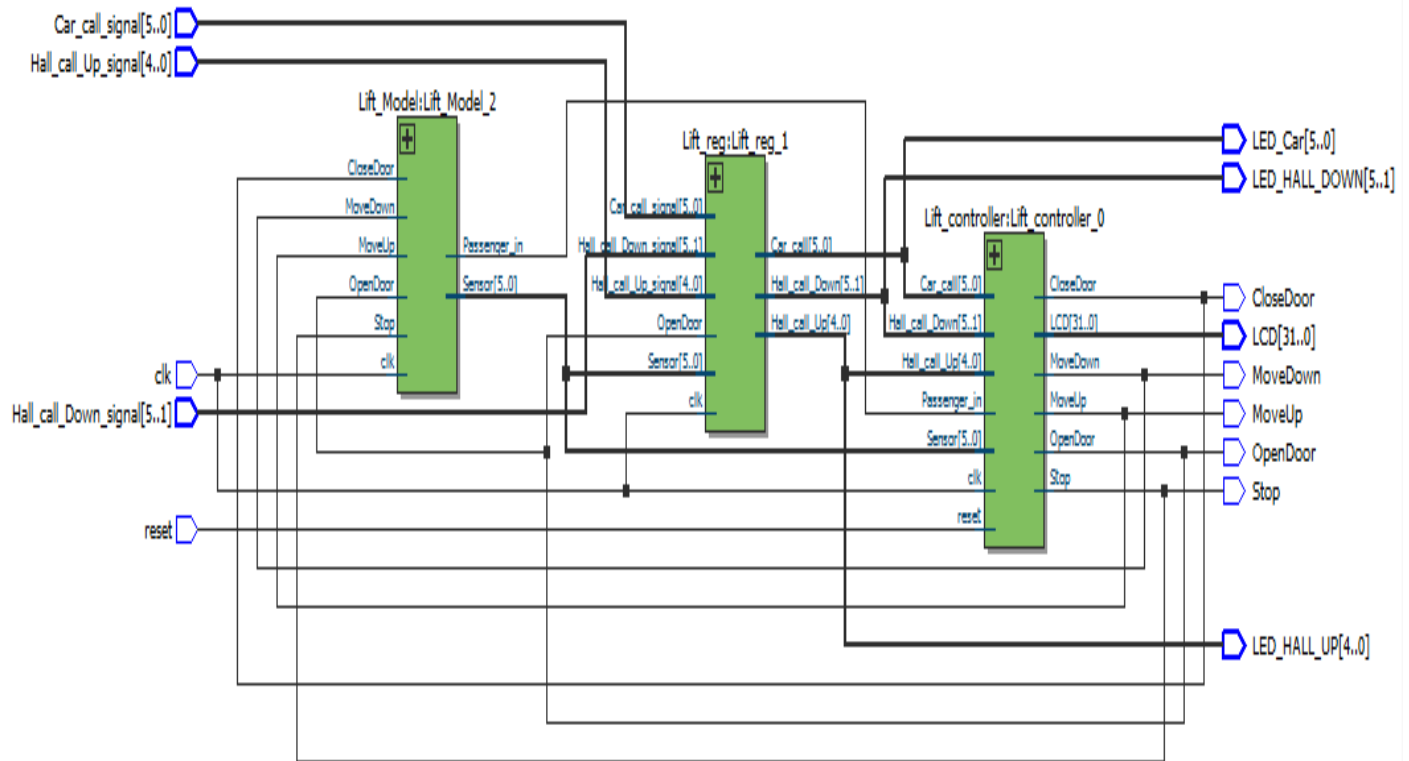 Car_call_signal[5..0]
Hall_call_Up_signal[4..0]
clk
Hall_call_Down_signal[5..1]
reset
Lift_Model:Lift_Model_2
CloseDoor
MoveDown
MoveUp
OpenDoor
Stop
clk
Passenger_in
Sensor[5..0]
Lift_reg:Lift_reg_1
Car_call_signal[5..0]
Hall_call_Down_signal[5..1]
Hall_call_Up_signal[4..0]
OpenDoor
Sensor[5..0]
clk
Car_call[5..0]
Hall_call_Down[5..1]
Hall_call_Up[4..0]
Lift_controller:Lift_controller_0
Car_call[5..0]
Hall_call_Down[5..1]
Hall_call_Up[4..0]
Passenger_in
Sensor[5..0]
clk
reset
CloseDoor
LCD[31..0]
MoveDown
MoveUp
OpenDoor
Stop
LED_Car[5..0]
LED_HALL_DOWN[5..1]
CloseDoor
LCD[31..0]
MoveDown
MoveUp
OpenDoor
Stop
LED_HALL_UP[4..0]